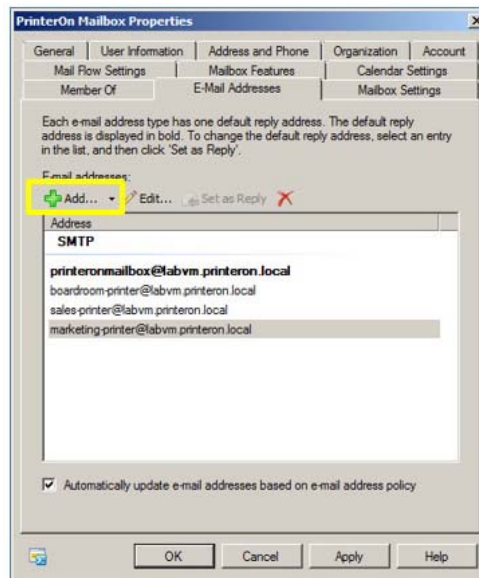 PrinterOn Mailbox Properties
General User Information Address and Phone Organization Account
Mail Flow Settings Mailbox Features Calendar Settings
Member Of E-Mail Addresses Mailbox Settings
Each e-mail address type has one default reply address. The default reply
address is displayed in bold. To change the default reply address, select an entry
in the list, and then click 'Set as Reply'.
E-mail addresses:
Add... Edit... Set as Reply
Address
SMTP
printeronmailbox@labvm.printeron.local
boardroom-printer@labvm.printeron.local
sales-printer@labvm.printeron.local
marketing-printer@labvm.printeron.local
Automatically update e-mail addresses based on e-mail address policy
OK Cancel Apply Help